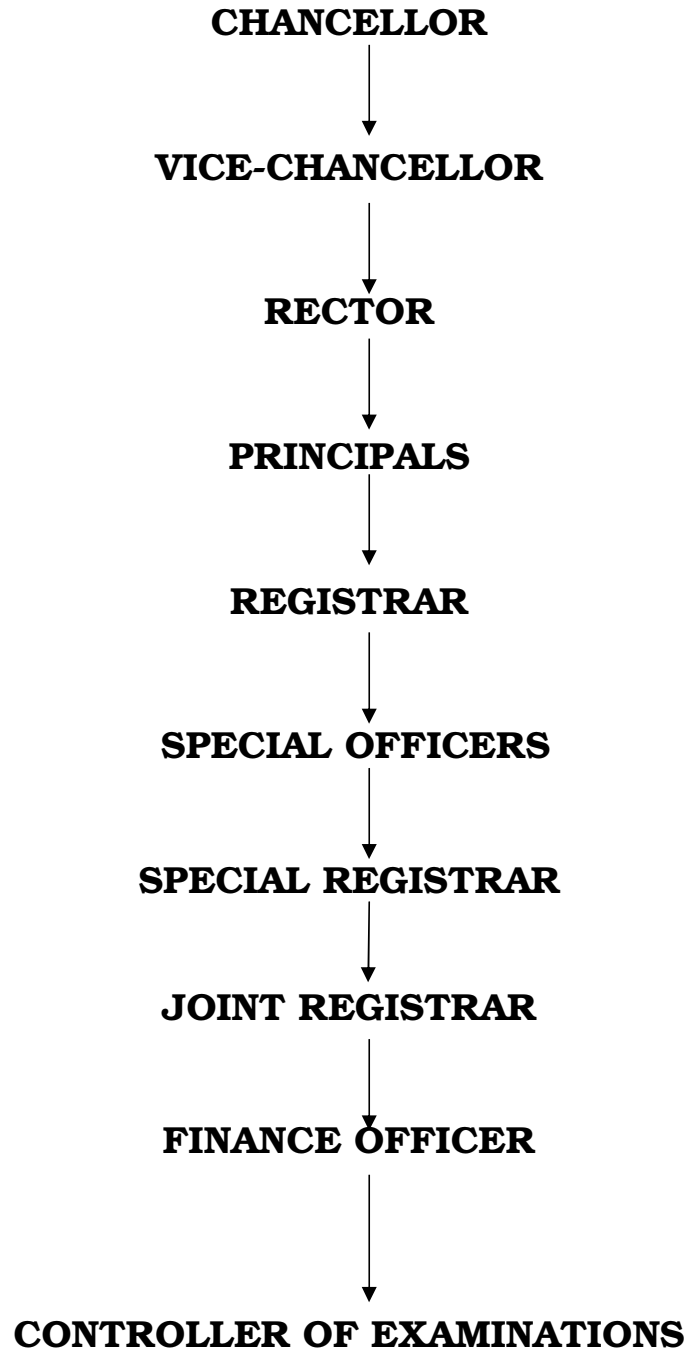 CHANCELLOR
VICE-CHANCELLOR
RECTOR
PRINCIPALS
REGISTRAR
SPECIAL OFFICERS
SPECIAL REGISTRAR
JOINT REGISTRAR
FINANCE OFFICER
CONTROLLER OF EXAMINATIONS